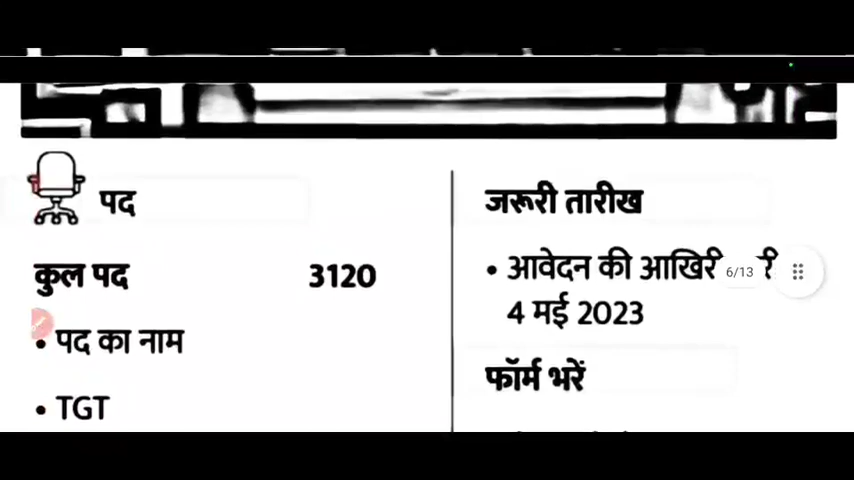 पद
कुल पद 3120
• पद का नाम
• TGT
जरूरी तारीख
• आवेदन की आखिरी
4 मई 2023
फॉर्म भरें
6/13